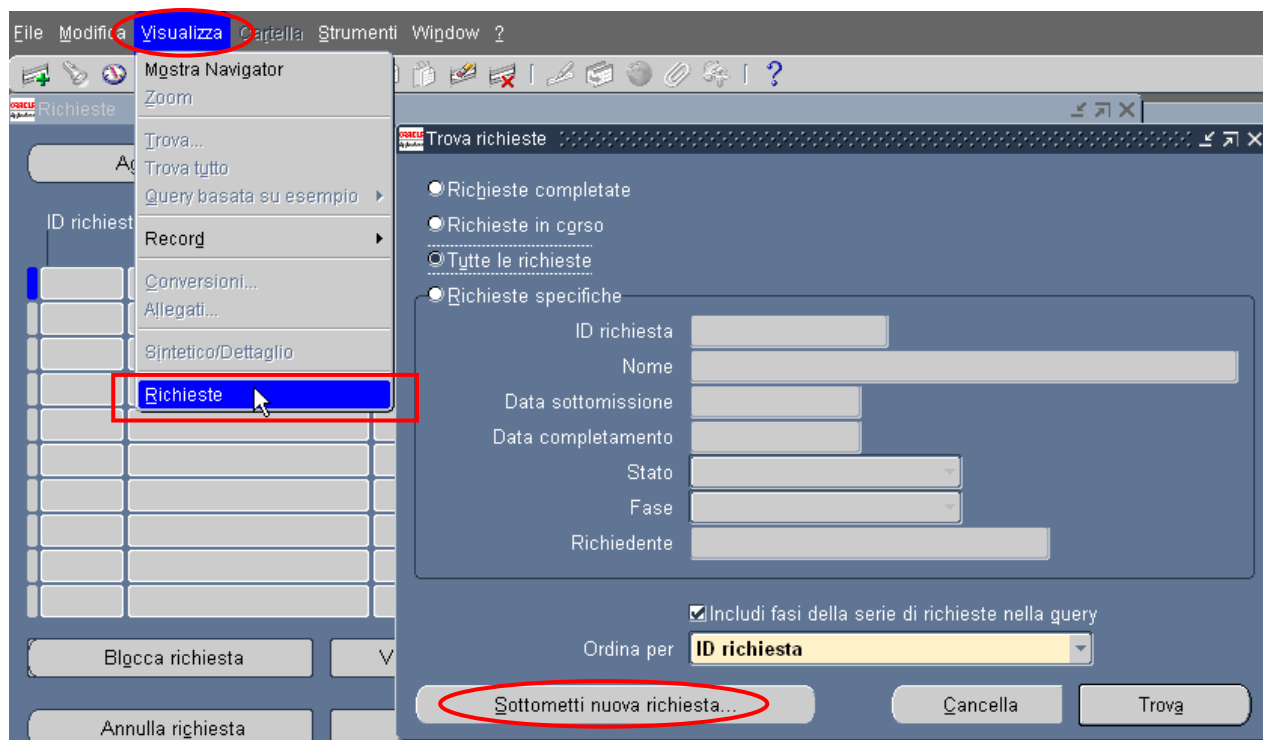 File Modifica Visualizza Cartella Strumenti Window ?
Mostra Navigator
Zoom
Trova...
Trova tutto
Query basata su esempio
Record
Conversioni...
Allegati...
Sintetico/Dettaglio
Richieste
ORACLE
Richieste
ID richiest
Blocca richiesta
V
Annulla richiesta
ORACLE
Trova richieste
Richieste completate
Richieste in corso
Tutte le richieste
Richieste specifiche
ID richiesta
Nome
Data sottomissione
Data completamento
Stato
Fase
Richiedente
Includi fasi della serie di richieste nella query
Ordina per ID richiesta
Sottometti nuova richiesta... Cancella Trova